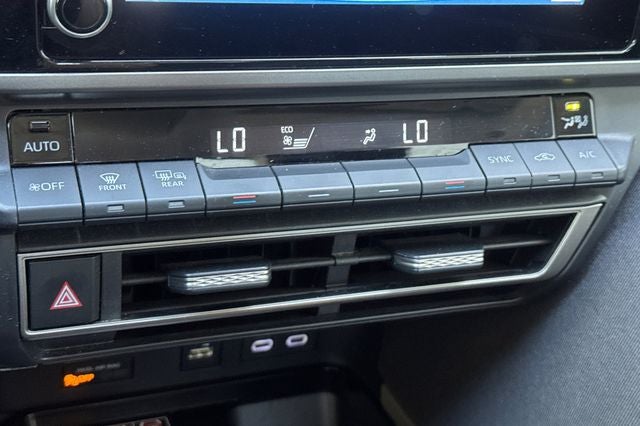 AUTO
LO
ECO
LO
OFF
FRONT
REAR
SYNC
A/C